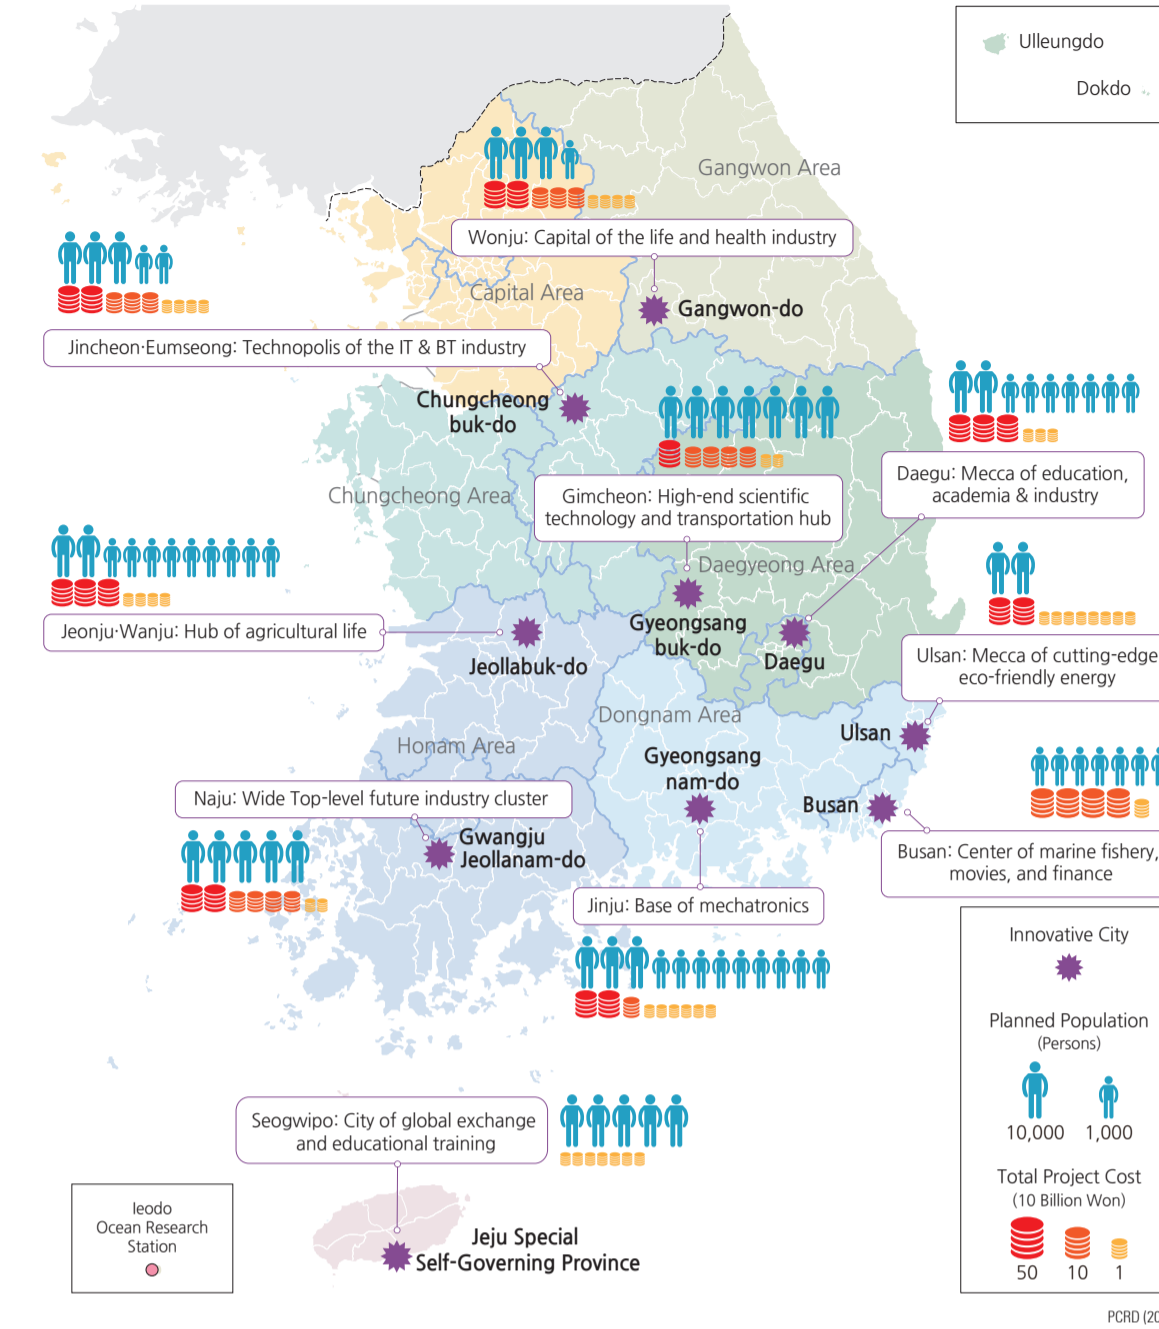 Ulleungdo
Dokdo
Gangwon Area
Wonju: Capital of the life and health industry
Capital Area
Gangwon-do
Jincheon·Eumseong: Technopolis of the IT & BT industry
Chungcheong
buk-do
Chungcheong Area
Gimcheon: High-end scientific
technology and transportation hub
Daegu: Mecca of education,
academia & industry
Daegyeong Area
Jeonju·Wanju: Hub of agricultural life
Jeollabuk-do
Gyeongsang
buk-do
Daegu
Ulsan: Mecca of cutting-edge
eco-friendly energy
Dongnam Area
Ulsan
Honam Area
Gyeongsang
nam-do
Naju: Wide Top-level future industry cluster
Busan
Gwangju
Jeollanam-do
Busan: Center of marine fishery,
movies, and finance
Jinju: Base of mechatronics
Innovative City
Planned Population
(Persons)
10,000 1,000
Total Project Cost
(10 Billion Won)
50 10 1
Seogwipo: City of global exchange
and educational training
Ieodo
Ocean Research
Station
Jeju Special
Self-Governing Province
PCRD (20